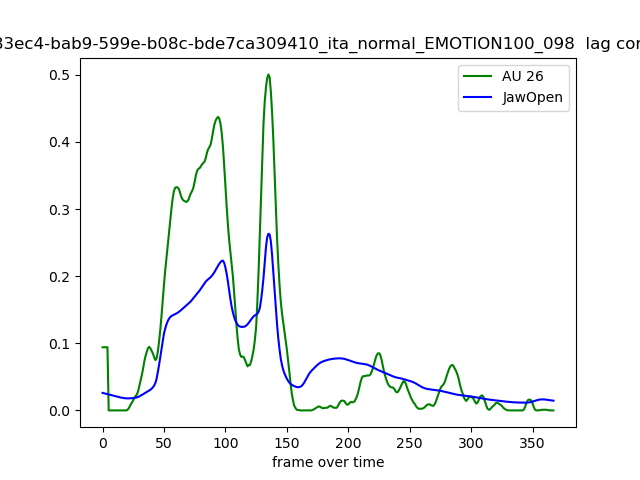 33ec4-bab9-599e-b08c-bde7ca309410_ita_normal_EMOTION100_098 lag cor
AU 26
JawOpen
0.5
0.4
0.3
0.2
0.1
0.0
0 50 100 150 200 250 300 350
frame over time